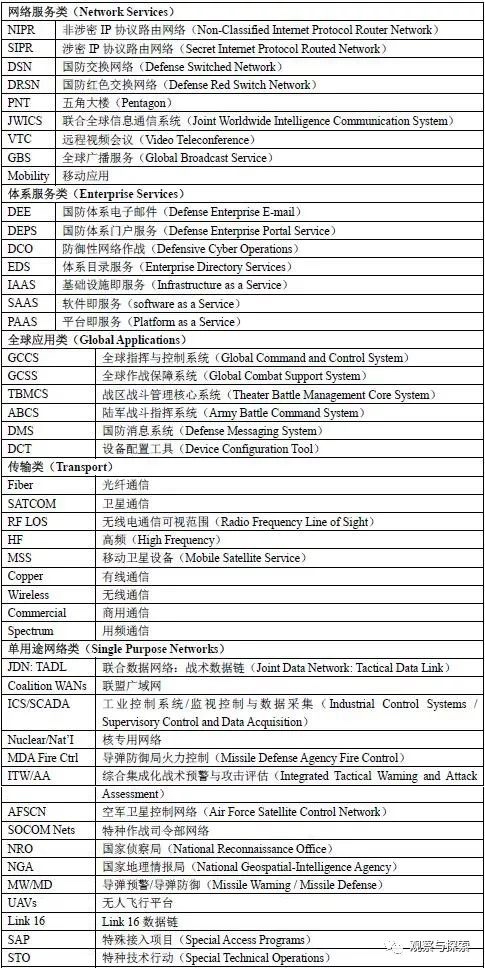 网络服务类（Network Services）
NIPR 非涉密 IP 协议路由网络（Non-Classified Internet Protocol Router Network）
SIPR 涉密 IP 协议路由网络（Secret Internet Protocol Routed Network）
DSN 国防交换网络（Defense Switched Network）
DRSN 国防红色交换网络（Defense Red Switch Network）
PNT 五角大楼（Pentagon）
JWICS 联合全球信息通信系统（Joint Worldwide Intelligence Communication System）
VTC 远程视频会议（Video Teleconference）
GBS 全球广播服务（Global Broadcast Service）
Mobility 移动应用
体系服务类（Enterprise Services）
DEE 国防体系电子邮件（Defense Enterprise E-mail）
DEPS 国防体系门户服务（Defense Enterprise Portal Service）
DCO 防御性网络作战（Defensive Cyber Operations）
EDS 体系目录服务（Enterprise Directory Services）
IAAS 基础设施即服务（Infrastructure as a Service）
SAAS 软件即服务（software as a Service）
PAAS 平台即服务（Platform as a Service）
全球应用类（Global Applications）
GCCS 全球指挥与控制系统（Global Command and Control System）
GCSS 全球作战保障系统（Global Combat Support System）
TBMCS 战区战斗管理核心系统（Theater Battle Management Core System）
ABCS 陆军战斗指挥系统（Army Battle Command System）
DMS 国防消息系统（Defense Messaging System）
DCT 设备配置工具（Device Configuration Tool）
传输类（Transport）
Fiber 光纤通信
SATCOM 卫星通信
RF LOS 无线电通信可视范围（Radio Frequency Line of Sight）
HF 高频（High Frequency）
MSS 移动卫星设备（Mobile Satellite Service）
Copper 有线通信
Wireless 无线通信
Commercial 商用通信
Spectrum 用频通信
单用途网络类（Single Purpose Networks）
JDN: TADL 联合数据网络：战术数据链（Joint Data Network: Tactical Data Link）
Coalition WANs 联盟广域网
ICS/SCADA 工业控制系统/监视控制与数据采集（Industrial Control Systems /
Supervisory Control and Data Acquisition）
Nuclear/Nat’I 核专用网络
MDA Fire Ctrl 导弹防御局火力控制（Missile Defense Agency Fire Control）
ITW/AA 综合集成化战术预警与攻击评估（Integrated Tactical Warning and Attack
Assessment）
AFSCN 空军卫星控制网络（Air Force Satellite Control Network）
SOCOM Nets 特种作战司令部网络
NRO 国家侦察局（National Reconnaissance Office）
NGA 国家地理情报局（National Geospatial-Intelligence Agency）
MW/MD 导弹预警/导弹防御（Missile Warning / Missile Defense）
UAVs 无人飞行平台
Link 16 Link 16 数据链
SAP 特殊接入项目（Special Access Programs）
STO 特种技术行动（Special Technical Operations）
观察与探索